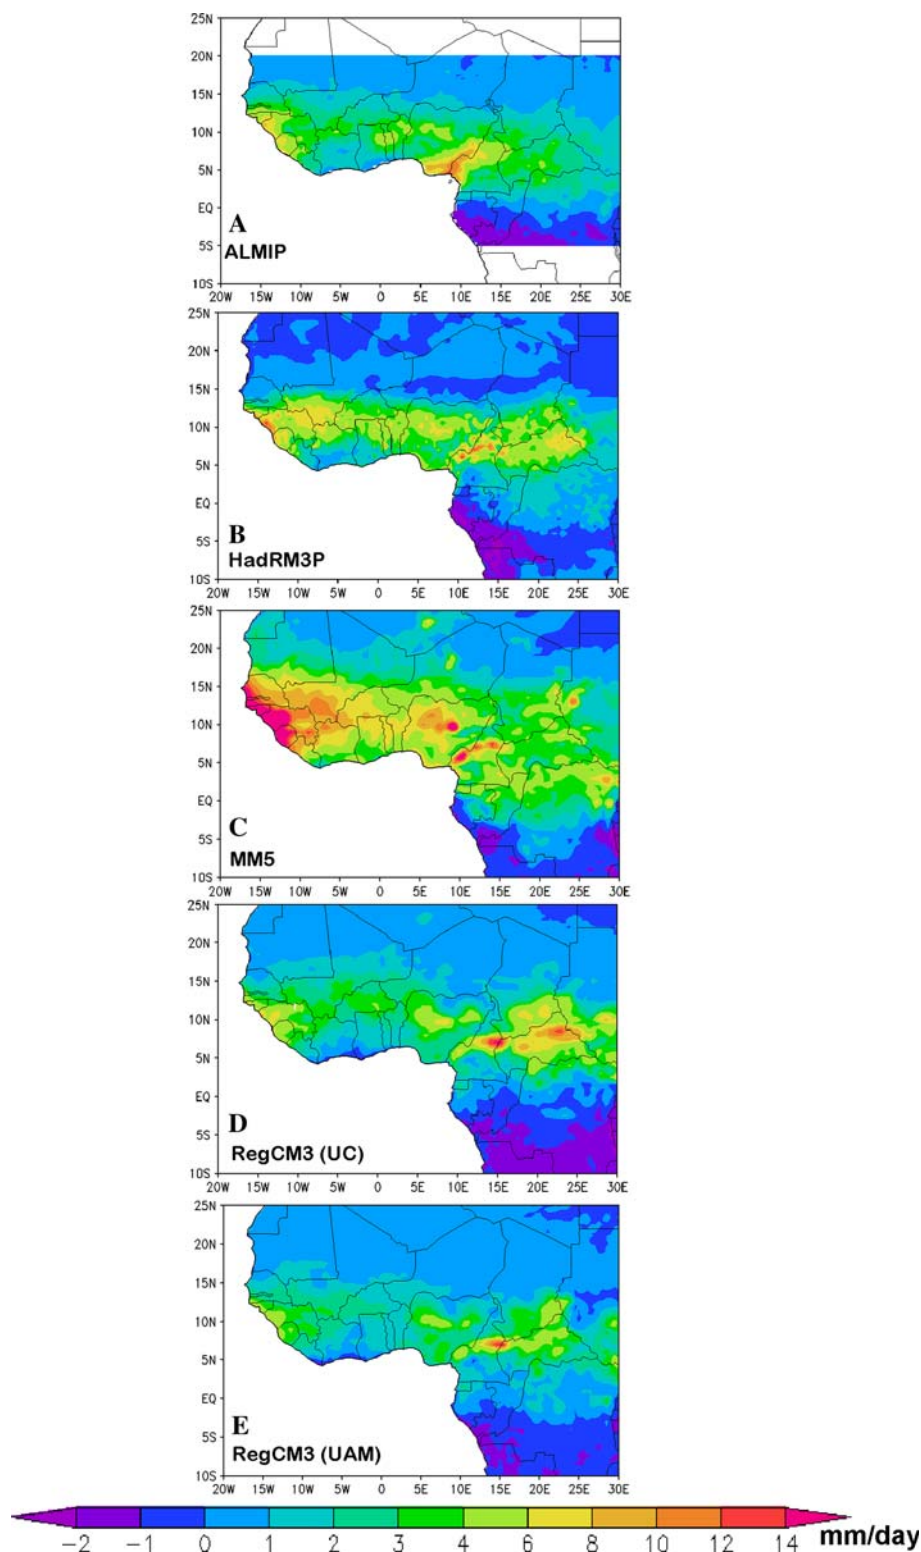 25N
20N
15N
10N
5N
EQ
5S
10S
A
ALMIP
20W 15W 10W 5W 0 5E 10E 15E 20E 25E 30E
25N
20N
15N
10N
5N
EQ
5S
10S
B
HadRM3P
20W 15W 10W 5W 0 5E 10E 15E 20E 25E 30E
25N
20N
15N
10N
5N
EQ
5S
10S
C
MM5
20W 15W 10W 5W 0 5E 10E 15E 20E 25E 30E
25N
20N
15N
10N
5N
EQ
5S
10S
D
RegCM3 (UC)
20W 15W 10W 5W 0 5E 10E 15E 20E 25E 30E
25N
20N
15N
10N
5N
EQ
5S
10S
E
RegCM3 (UAM)
20W 15W 10W 5W 0 5E 10E 15E 20E 25E 30E
−2 −1 0 1 2 3 4 6 8 10 12 14 mm/day